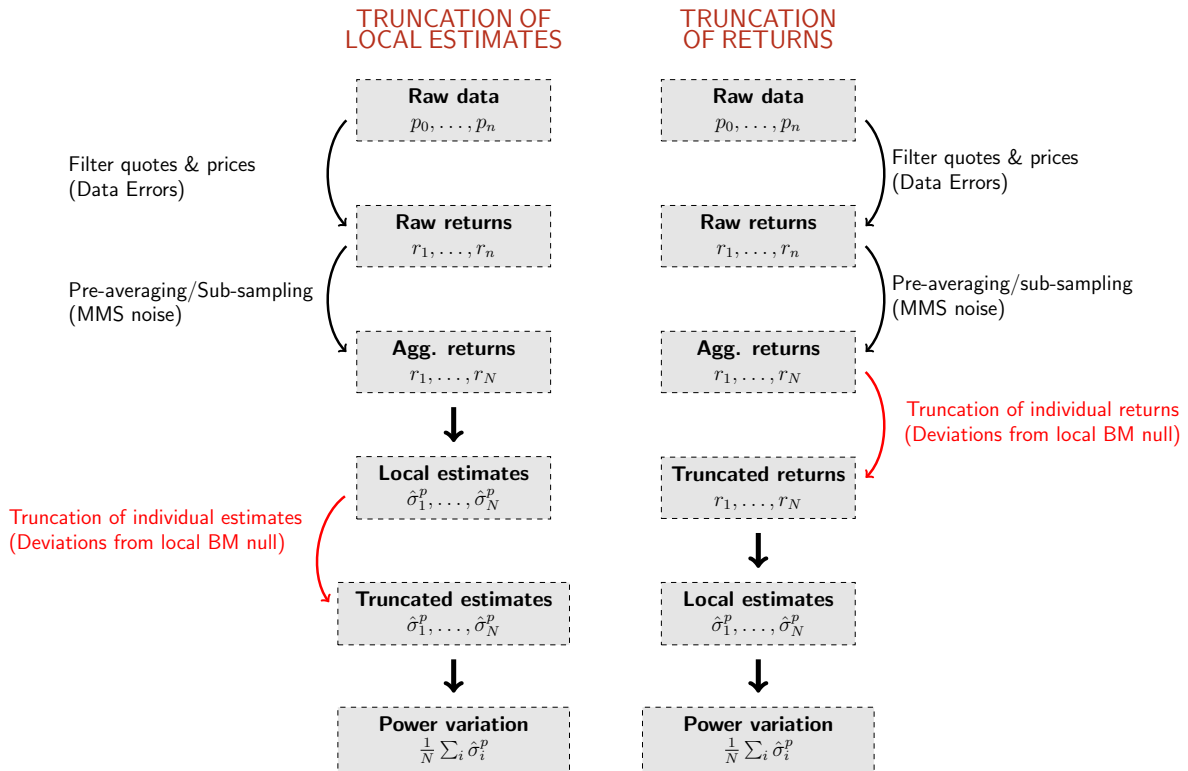 TRUNCATION OF
LOCAL ESTIMATES
Raw data
p_0, . . . , p_n
Filter quotes & prices
(Data Errors)
Raw returns
r_1, . . . , r_n
Pre-averaging/Sub-sampling
(MMS noise)
Agg. returns
r_1, . . . , r_N
Local estimates
σ̂_1^p, . . . , σ̂_N^p
Truncation of individual estimates
(Deviations from local BM null)
Truncated estimates
σ̂_1^p, . . . , σ̂_N^p
Power variation
1/N ∑_i σ̂_i^p
TRUNCATION
OF RETURNS
Raw data
p_0, . . . , p_n
Filter quotes & prices
(Data Errors)
Raw returns
r_1, . . . , r_n
Pre-averaging/sub-sampling
(MMS noise)
Agg. returns
r_1, . . . , r_N
Truncation of individual returns
(Deviations from local BM null)
Truncated returns
r_1, . . . , r_N
Local estimates
σ̂_1^p, . . . , σ̂_N^p
Power variation
1/N ∑_i σ̂_i^p